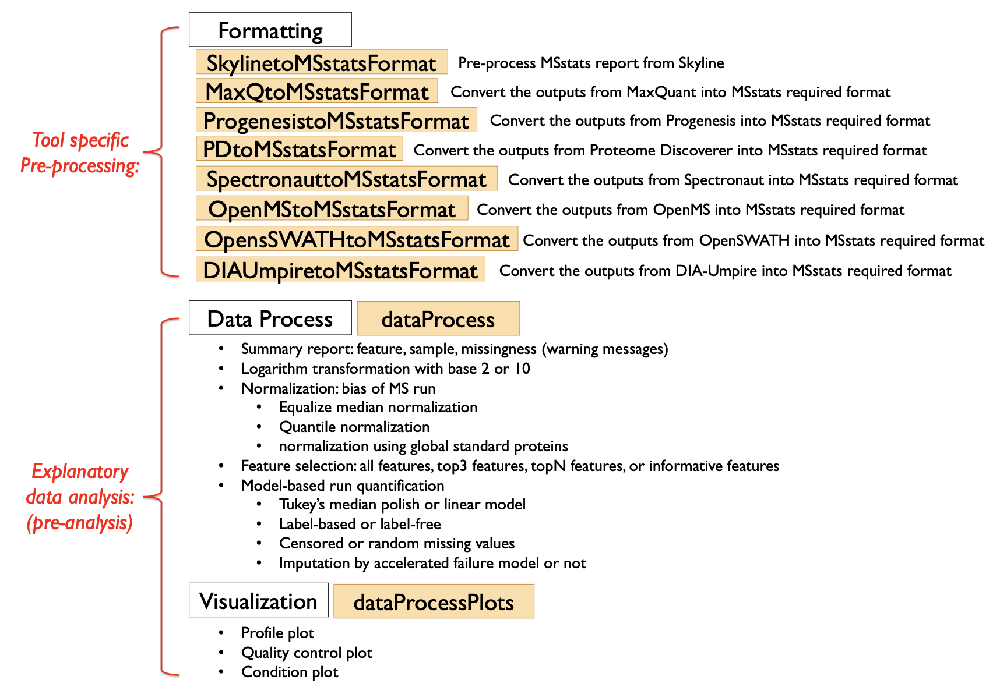 Formatting
SkylinetoMSstatsFormat Pre-process MSstats report from Skyline
MaxQtoMSstatsFormat Convert the outputs from MaxQuant into MSstats required format
ProgenesistoMSstatsFormat Convert the outputs from Progenesis into MSstats required format
Tool specific
Pre-processing:
PDtoMSstatsFormat Convert the outputs from Proteome Discoverer into MSstats required format
SpectronauttoMSstatsFormat Convert the outputs from Spectronaut into MSstats required format
OpenMStoMSstatsFormat Convert the outputs from OpenMS into MSstats required format
OpensSWATHtoMSstatsFormat Convert the outputs from OpenSWATH into MSstats required format
DIAUmpiretoMSstatsFormat Convert the outputs from DIA-Umpire into MSstats required format
Data Process dataProcess
• Summary report: feature, sample, missingness (warning messages)
• Logarithm transformation with base 2 or 10
• Normalization: bias of MS run
• Equalize median normalization
• Quantile normalization
• normalization using global standard proteins
• Feature selection: all features, top3 features, topN features, or informative features
Explanatory
data analysis:
(pre-analysis)
• Model-based run quantification
• Tukey’s median polish or linear model
• Label-based or label-free
• Censored or random missing values
• Imputation by accelerated failure model or not
Visualization dataProcessPlots
• Profile plot
• Quality control plot
• Condition plot